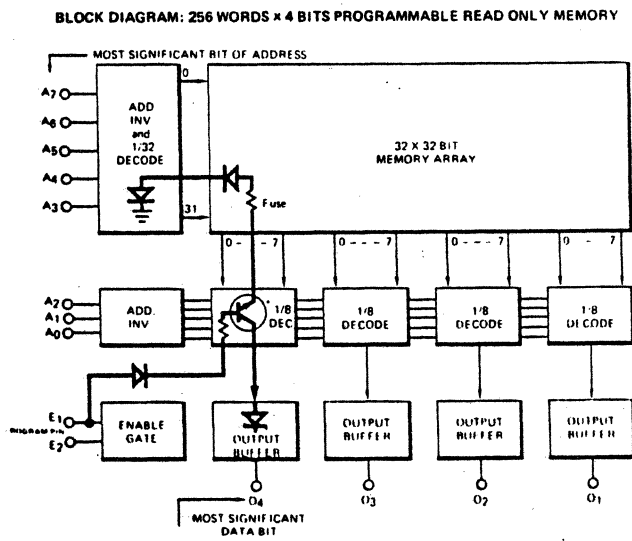 BLOCK DIAGRAM: 256 WORDS × 4 BITS PROGRAMMABLE READ ONLY MEMORY
MOST SIGNIFICANT BIT OF ADDRESS
A7
A6
A5
A4
A3
ADD
INV
and
1/32
DECODE
0
31
32 X 32 BIT
MEMORY ARRAY
Fuse
0 - - - 7
0 - - - 7
0 - - - 7
0 - 7
A2
A1
A0
ADD.
INV
1/8
DEC
1/8
DECODE
1/8
DECODE
1/8
DECODE
E1
PROGRAM PIN
E2
ENABLE
GATE
OUTPUT
BUFFER
OUTPUT
BUFFER
OUTPUT
BUFFER
OUTPUT
BUFFER
O4
O3
O2
O1
MOST SIGNIFICANT
DATA BIT